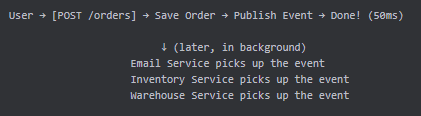 User → [POST /orders] → Save Order → Publish Event → Done! (50ms)
↓ (later, in background)
Email Service picks up the event
Inventory Service picks up the event
Warehouse Service picks up the event